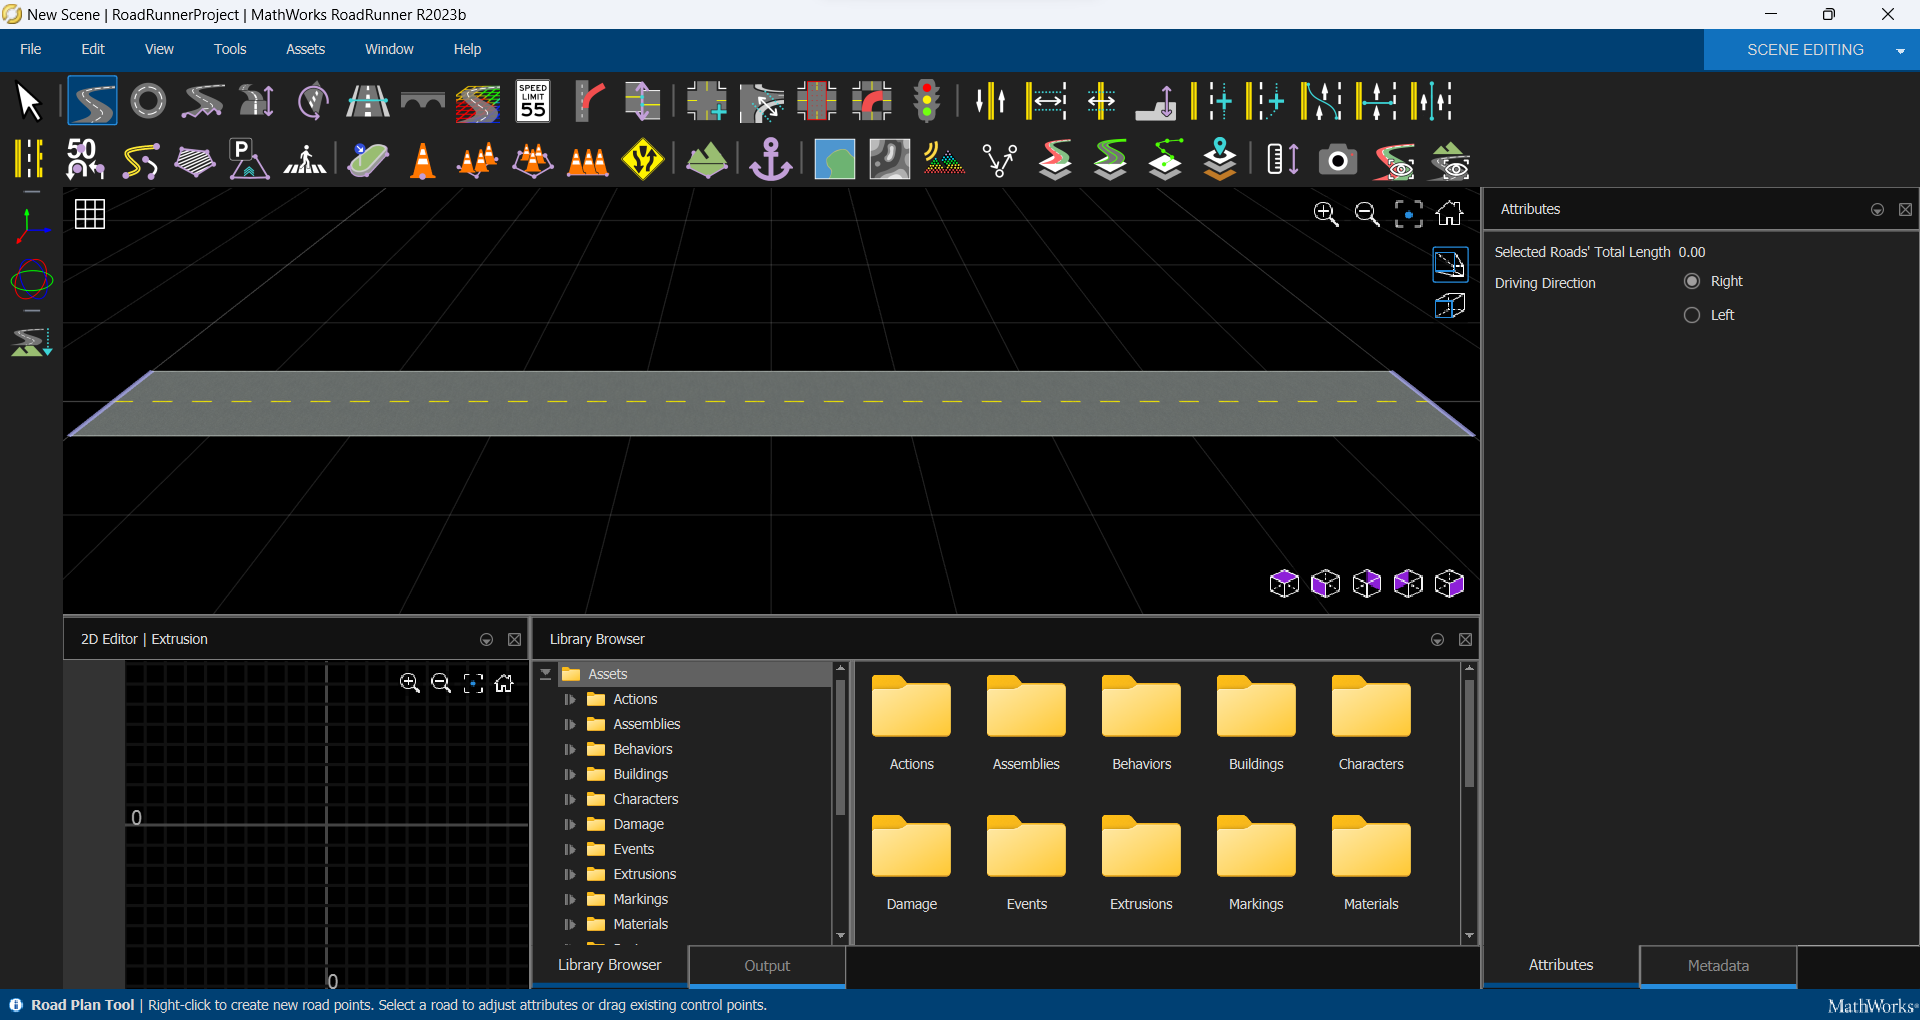 New Scene | RoadRunnerProject | MathWorks RoadRunner R2023b
File Edit View Tools Assets Window Help SCENE EDITING
SPEED LIMIT 55
50 P
Attributes
Selected Roads' Total Length 0.00
Driving Direction Right
Left
2D Editor | Extrusion
0
0
Library Browser
Assets
Actions
Assemblies
Behaviors
Buildings
Characters
Damage
Events
Extrusions
Markings
Materials
Actions Assemblies Behaviors Buildings Characters
Damage Events Extrusions Markings Materials
Library Browser Output
Attributes Metadata
Road Plan Tool | Right-click to create new road points. Select a road to adjust attributes or drag existing control points.
MathWorks